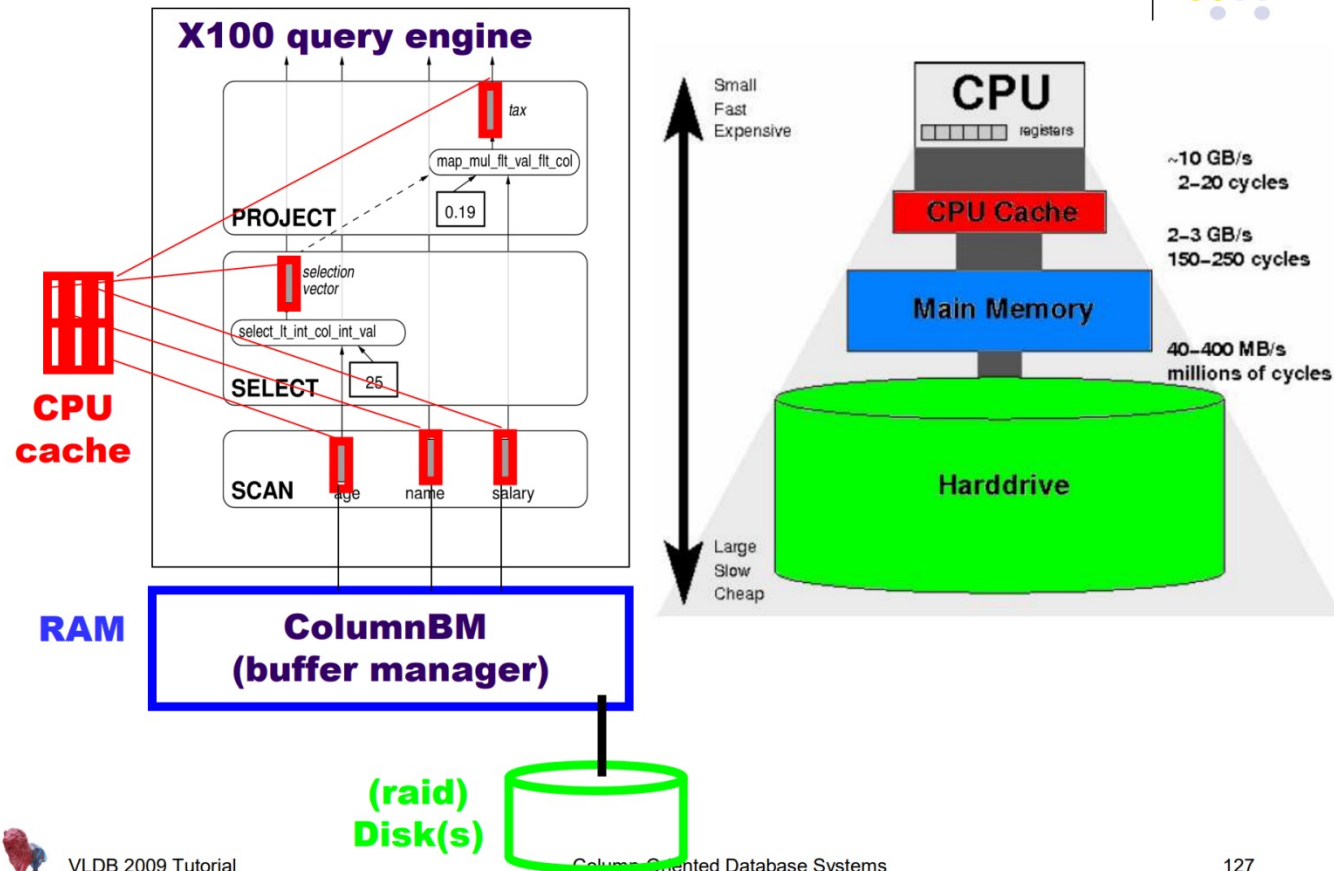 X100 query engine
tax
map_mul_flt_val_flt_col
0.19
PROJECT
selection
vector
select_lt_int_col_int_val
25
SELECT
CPU
cache
SCAN
age
name
salary
RAM
ColumnBM
(buffer manager)
(raid)
Disk(s)
Small
Fast
Expensive
CPU
registers
~10 GB/s
2-20 cycles
CPU Cache
2-3 GB/s
150-250 cycles
Main Memory
40-400 MB/s
millions of cycles
Harddrive
Large
Slow
Cheap
VLDB 2009 Tutorial
Column-Oriented Database Systems
127